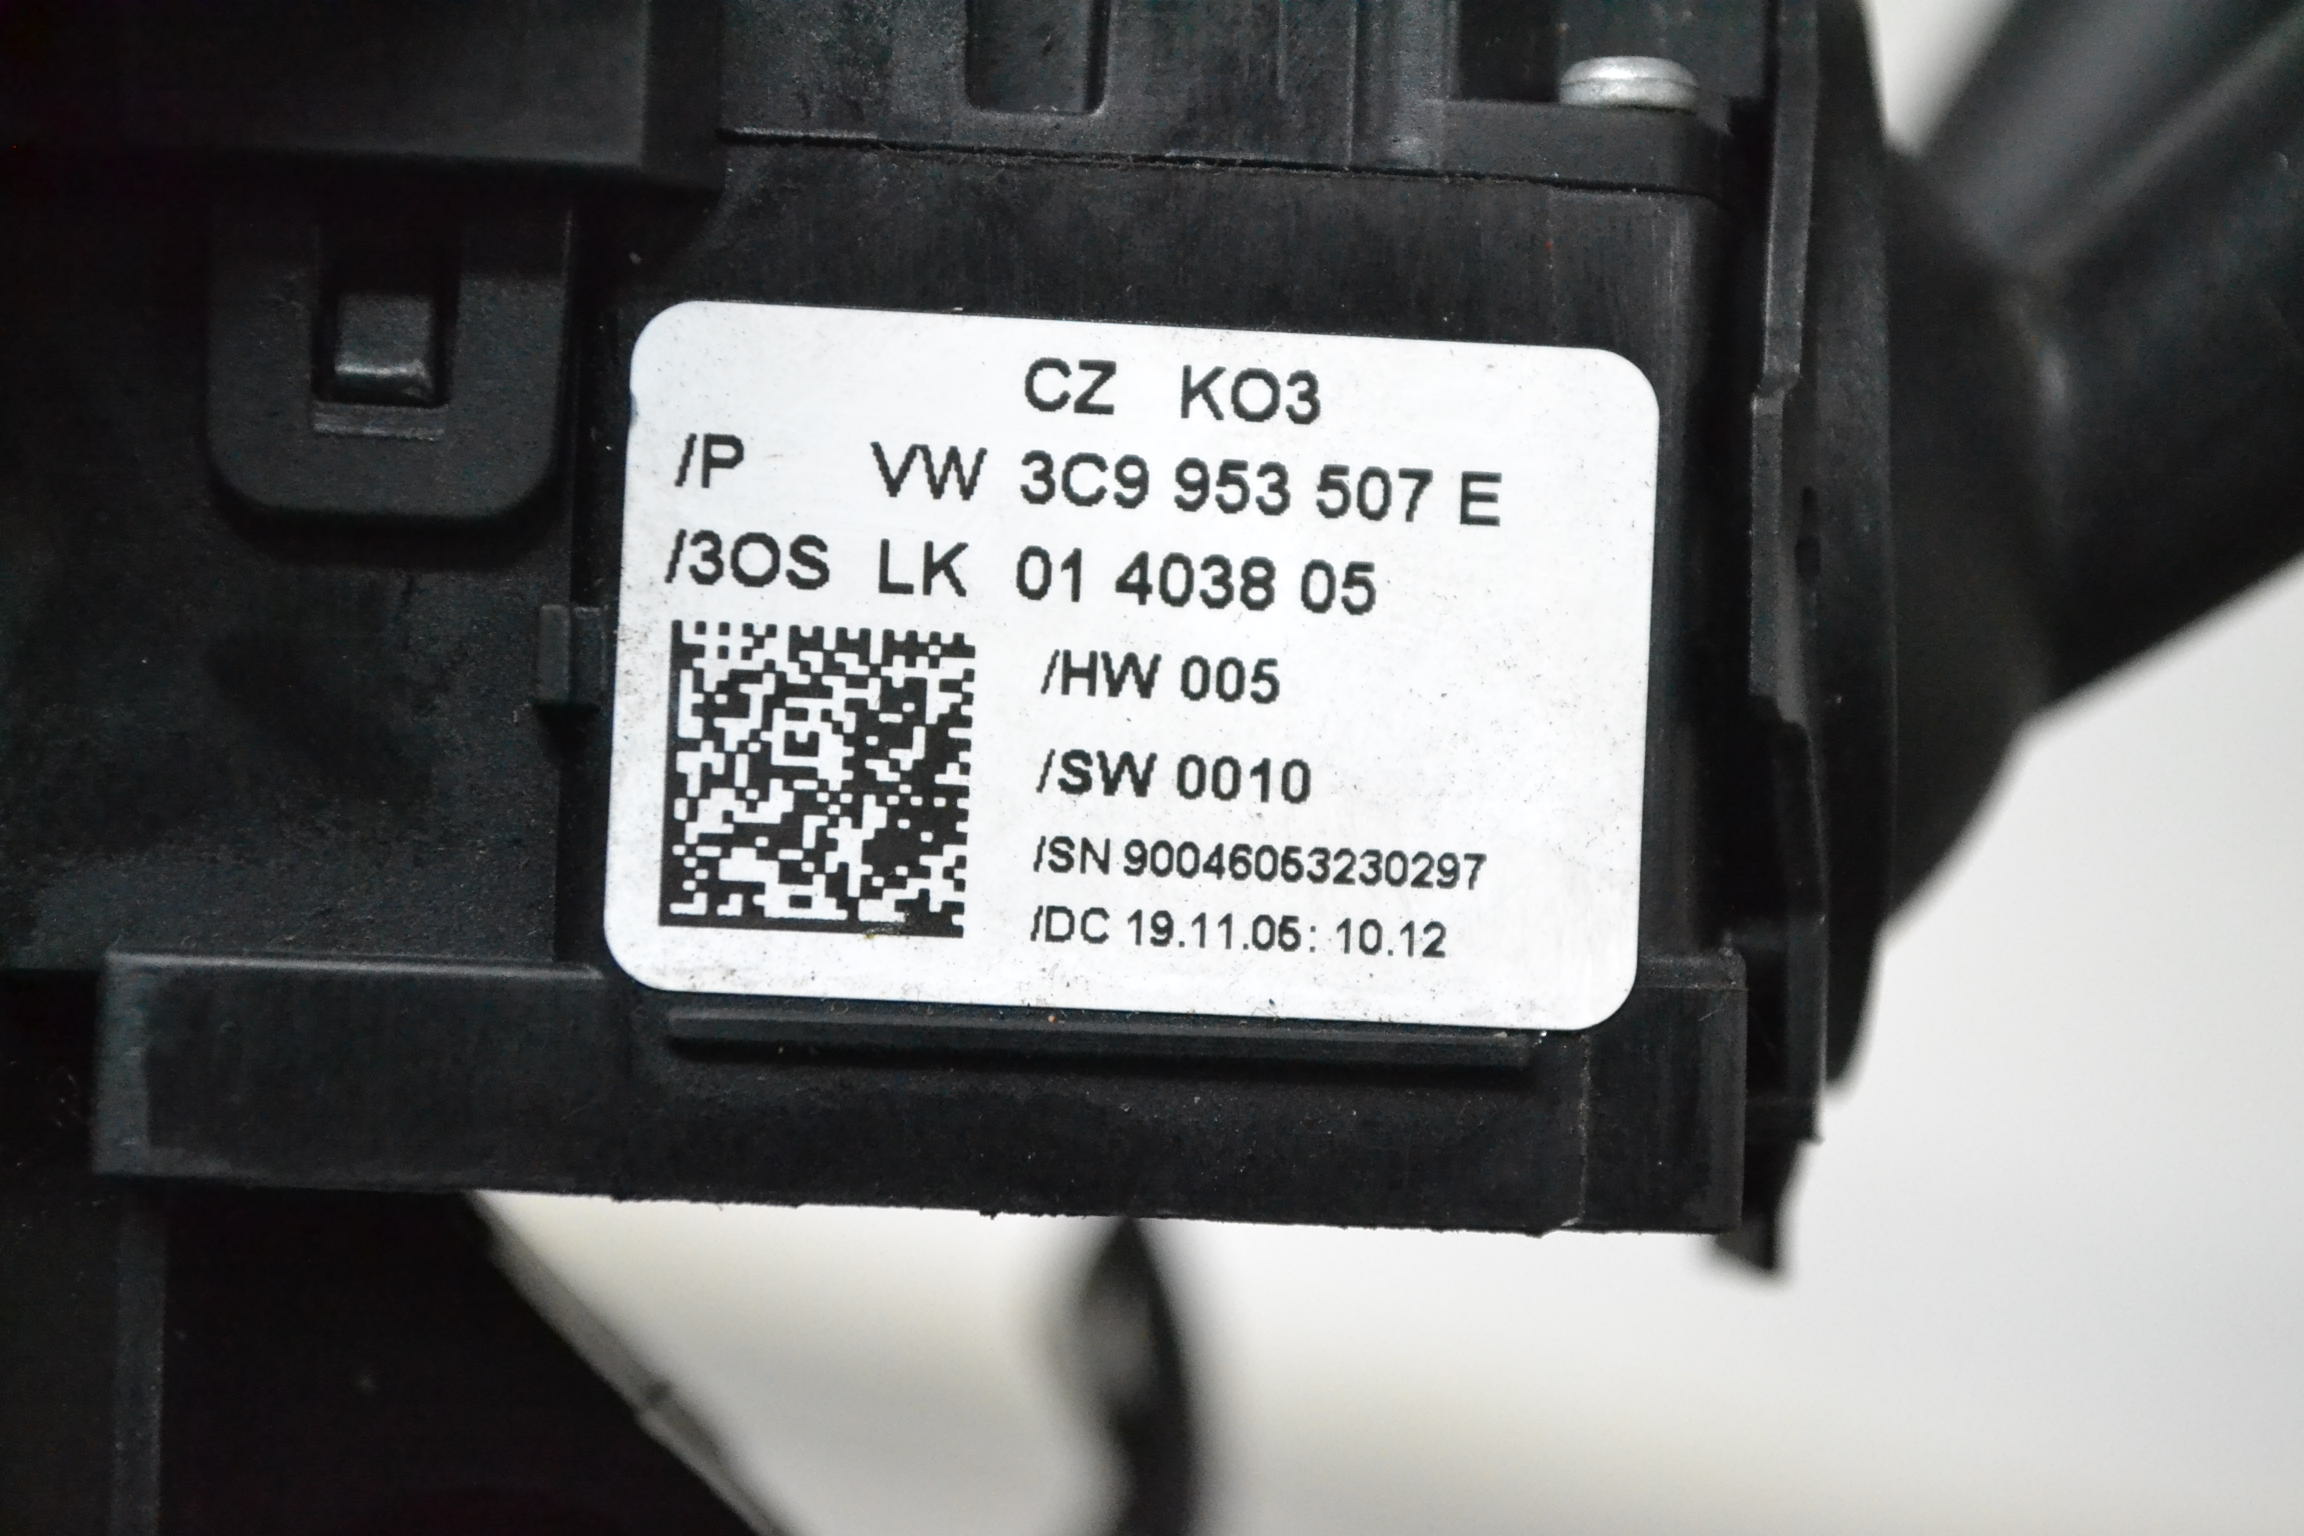 CZ KO3
/P VW 3C9 953 507 E
/3OS LK 01 4038 05
/HW 005
/SW 0010
/SN 90046053230297
/DC 19.11.05: 10.12